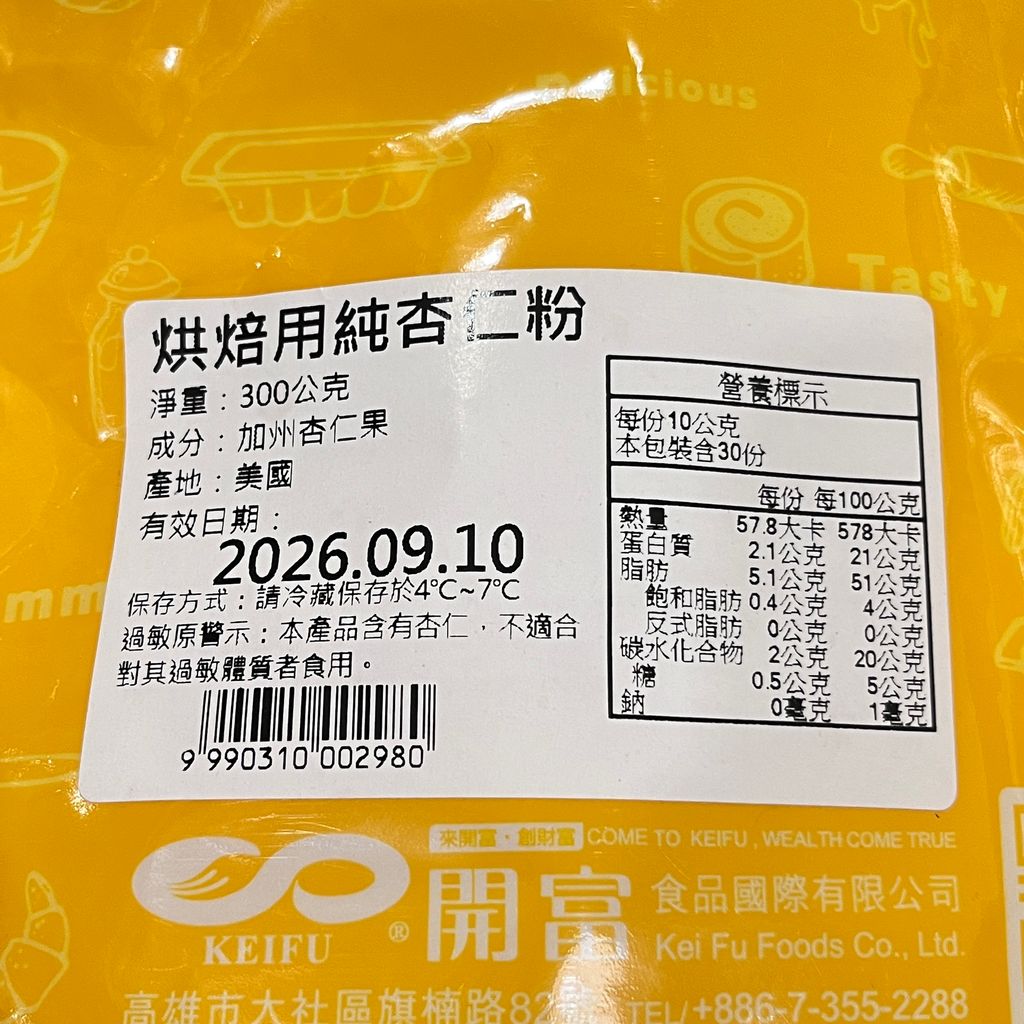 Delicious
Tasty
mm
烘焙用純杏仁粉
淨重：300公克
成分：加州杏仁果
產地：美國
有效日期：
2026.09.10
保存方式：請冷藏保存於4℃~7℃
過敏原警示：本產品含有杏仁，不適合
對其過敏體質者食用。
9 990310 002980
營養標示
每份10公克
本包裝含30份
每份 每100公克
熱量 57.8大卡 578大卡
蛋白質 2.1公克 21公克
脂肪 5.1公克 51公克
飽和脂肪 0.4公克 4公克
反式脂肪 0公克 0公克
碳水化合物 2公克 20公克
糖 0.5公克 5公克
鈉 0毫克 1毫克
來開富・創財富 COME TO KEIFU, WEALTH COME TRUE
KEIFU ®
開富 食品國際有限公司
Kei Fu Foods Co., Ltd.
高雄市大社區旗楠路82 TEL/+886-7-355-2288